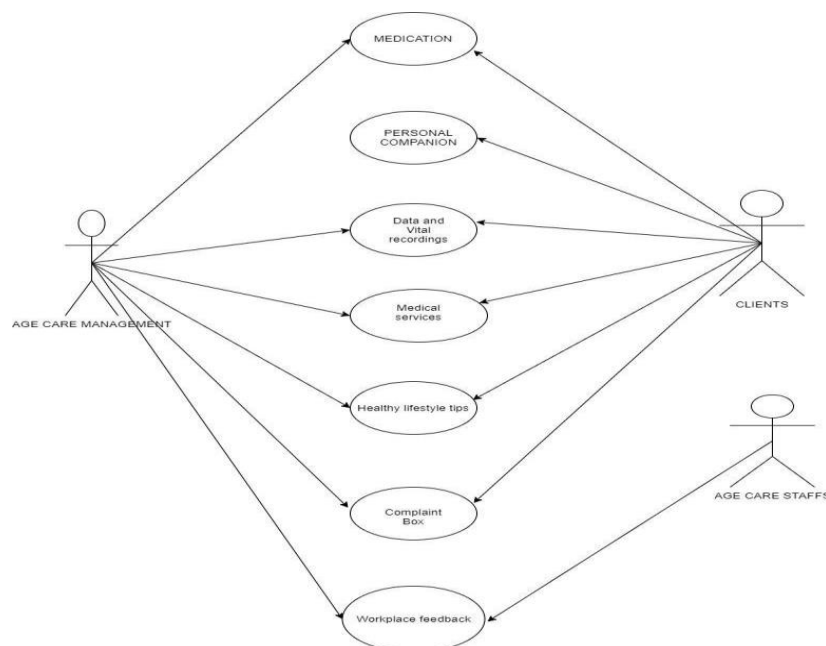 MEDICATION
PERSONAL
COMPANION
Data and
Vital
recordings
Medical
services
AGE CARE MANAGEMENT
CLIENTS
Healthy lifestyle tips
AGE CARE STAFFS
Complaint
Box
Workplace feedback